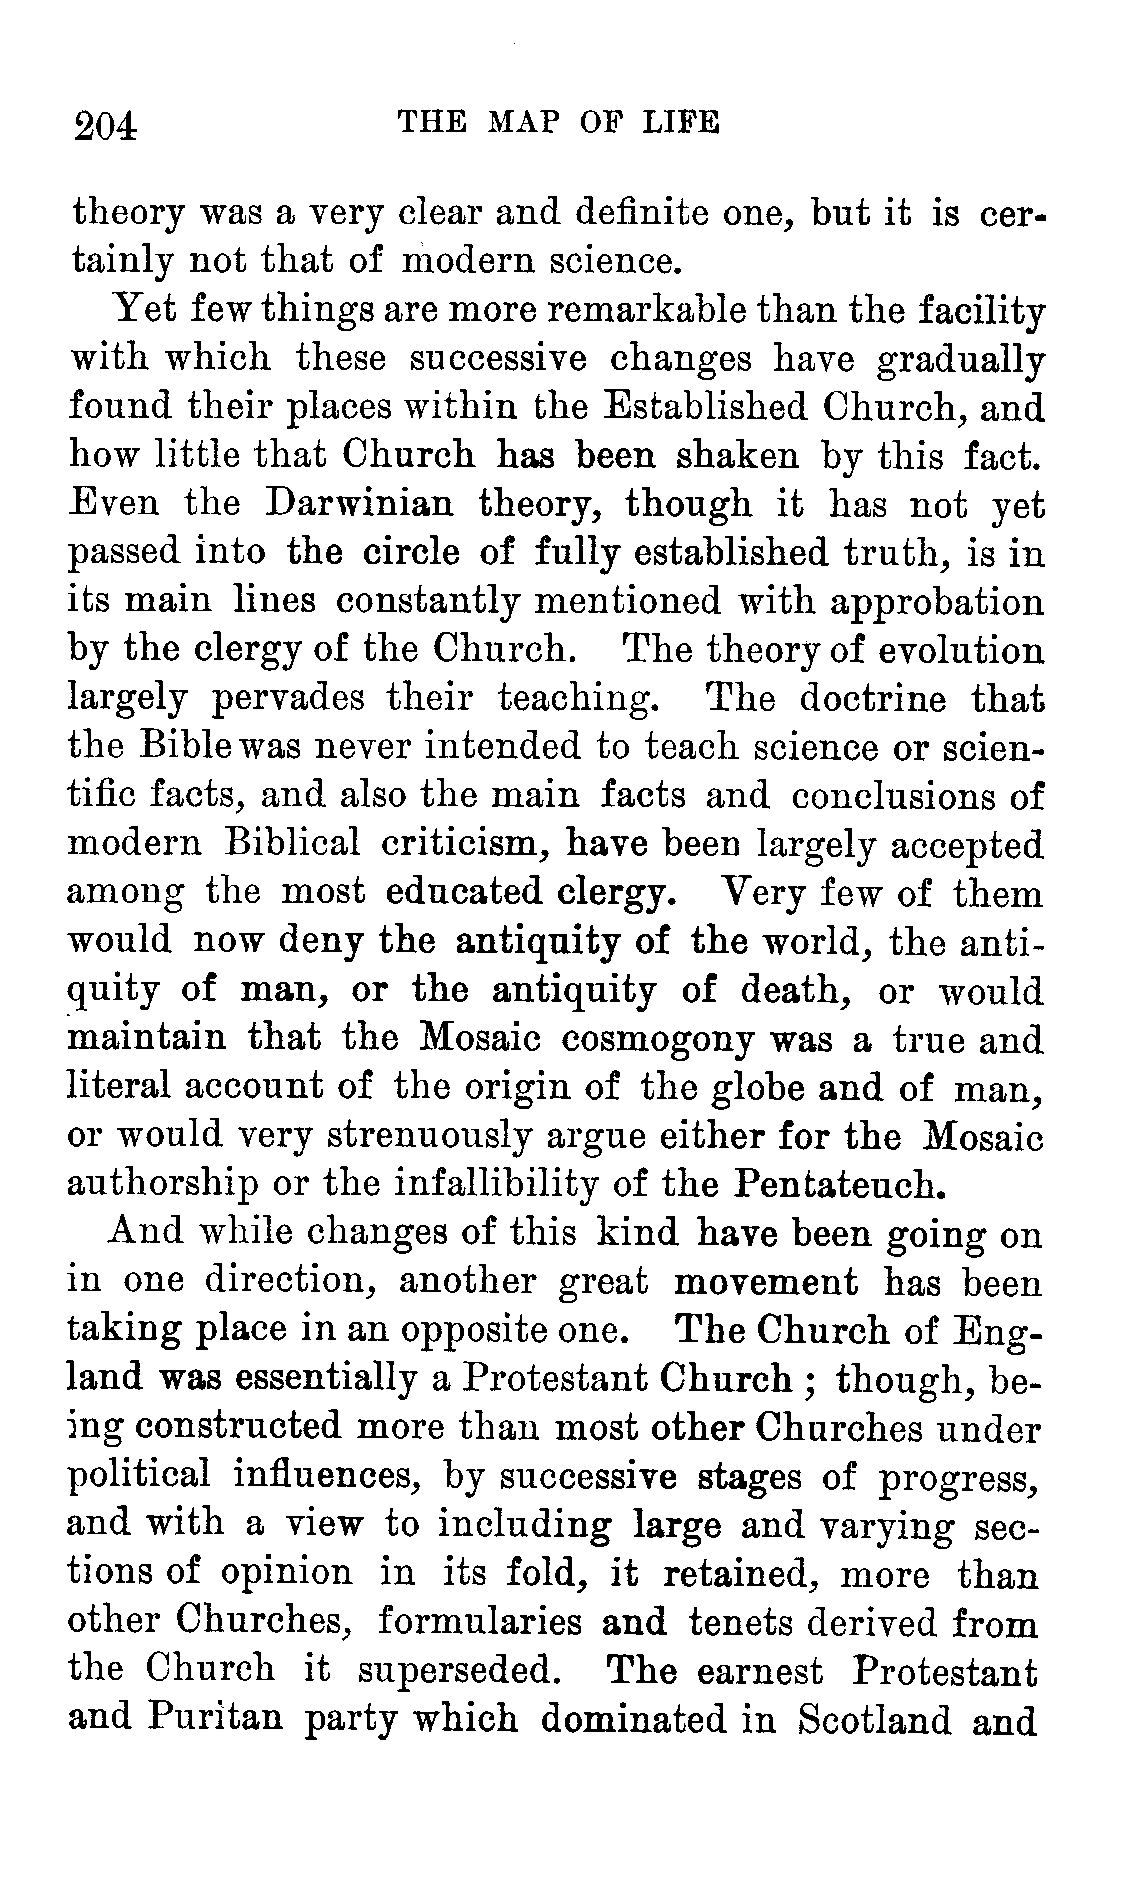 204 THE MAP OF LIFE
theory was a very clear and definite one, but it is cer-
tainly not that of modern science.
Yet few things are more remarkable than the facility
with which these successive changes have gradually
found their places within the Established Church, and
how little that Church has been shaken by this fact.
Even the Darwinian theory, though it has not yet
passed into the circle of fully established truth, is in
its main lines constantly mentioned with approbation
by the clergy of the Church. The theory of evolution
largely pervades their teaching. The doctrine that
the Bible was never intended to teach science or scien-
tific facts, and also the main facts and conclusions of
modern Biblical criticism, have been largely accepted
among the most educated clergy. Very few of them
would now deny the antiquity of the world, the anti-
quity of man, or the antiquity of death, or would
maintain that the Mosaic cosmogony was a true and
literal account of the origin of the globe and of man,
or would very strenuously argue either for the Mosaic
authorship or the infallibility of the Pentateuch.
And while changes of this kind have been going on
in one direction, another great movement has been
taking place in an opposite one. The Church of Eng-
land was essentially a Protestant Church ; though, be-
ing constructed more than most other Churches under
political influences, by successive stages of progress,
and with a view to including large and varying sec-
tions of opinion in its fold, it retained, more than
other Churches, formularies and tenets derived from
the Church it superseded. The earnest Protestant
and Puritan party which dominated in Scotland and